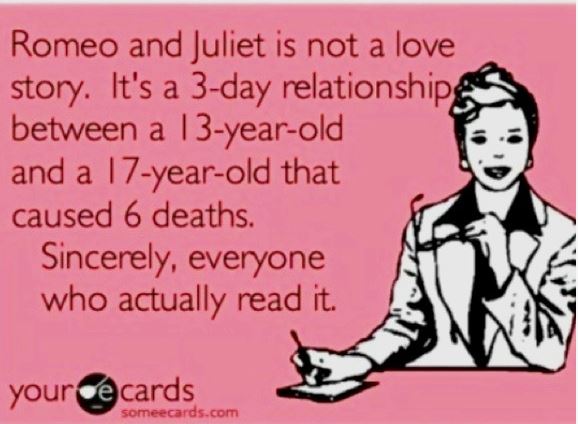 Romeo and Juliet is not a love
story. It's a 3-day relationship
between a 13-year-old
and a 17-year-old that
caused 6 deaths.
Sincerely, everyone
who actually read it.
your e cards
someecards.com